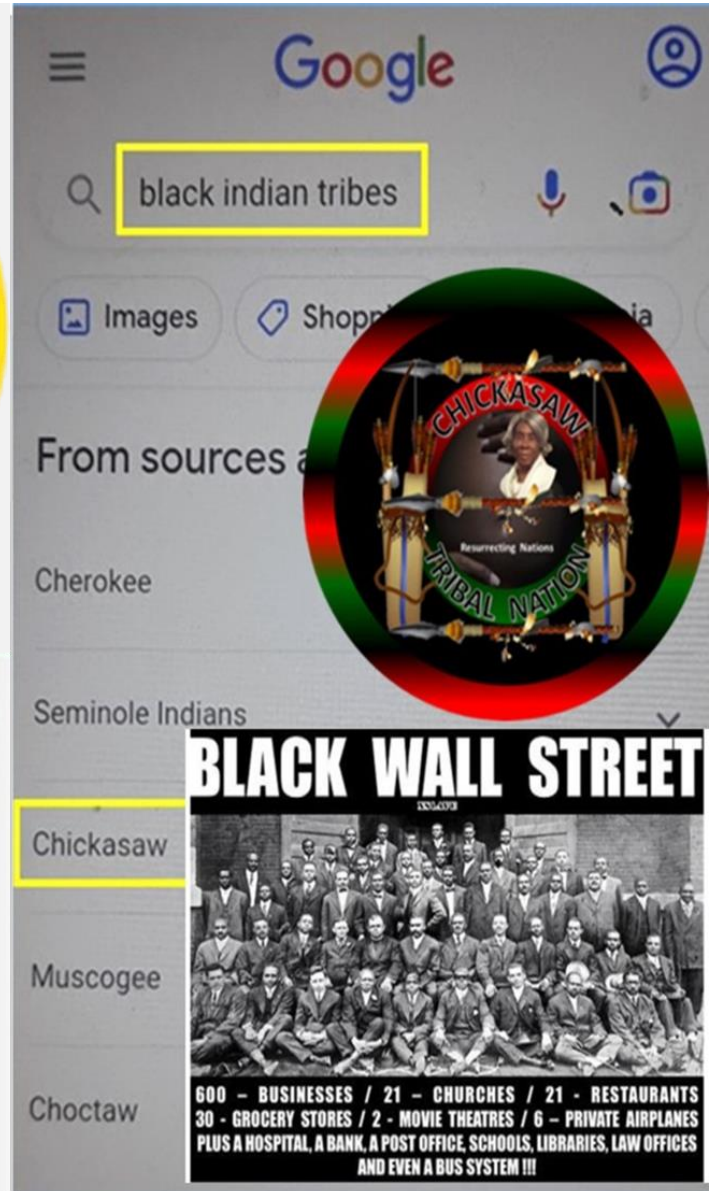 Google
black indian tribes
Images
Shopp
ia
From sources a
CHICKASAW
Resurrecting Nations
TRIBAL NATION
Cherokee
Seminole Indians
Chickasaw
Muscogee
Choctaw
BLACK WALL STREET
600 – BUSINESSES / 21 – CHURCHES / 21 - RESTAURANTS
30 - GROCERY STORES / 2 - MOVIE THEATRES / 6 – PRIVATE AIRPLANES
PLUS A HOSPITAL, A BANK, A POST OFFICE, SCHOOLS, LIBRARIES, LAW OFFICES
AND EVEN A BUS SYSTEM !!!